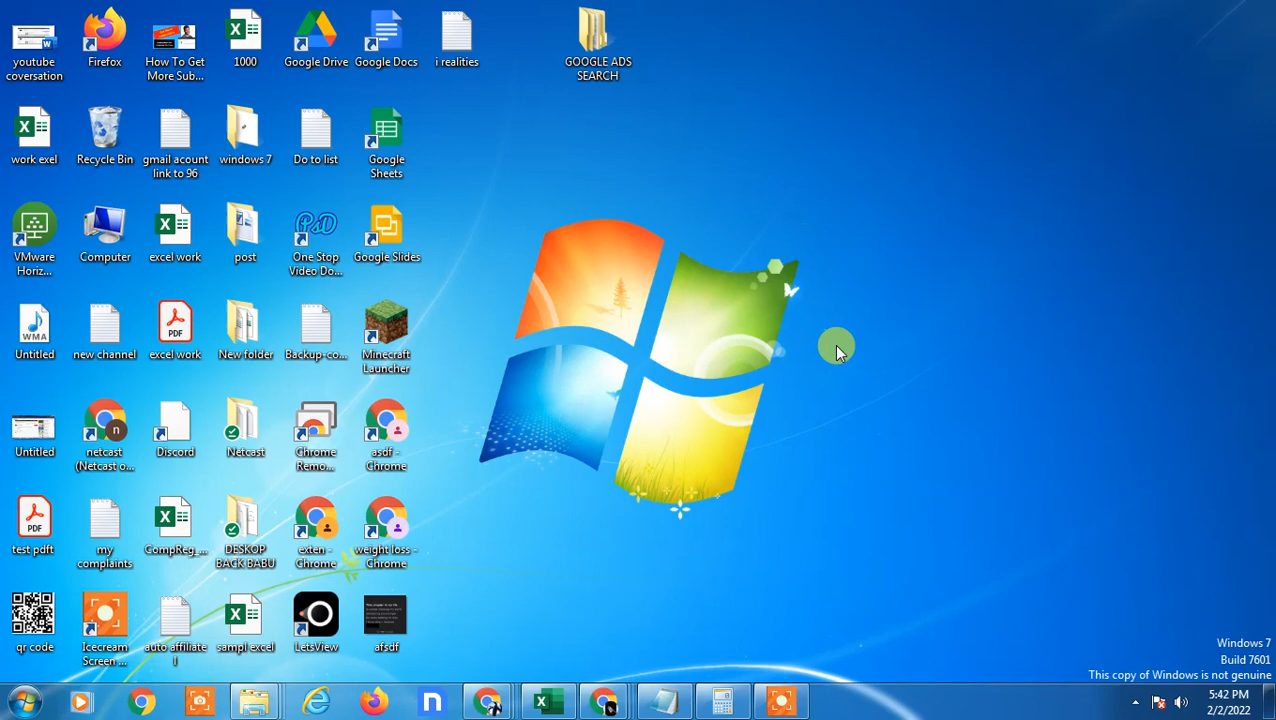 youtube
coversation
Firefox
How To Get
More Sub...
1000
Google Drive
Google Docs
i realities
GOOGLE ADS
SEARCH
work exel
Recycle Bin
gmail acount
link to 96
windows 7
Do to list
Google
Sheets
VMware
Horiz...
Computer
excel work
post
One Stop
Video Do...
Google Slides
Untitled
new channel
PDF
excel work
New folder
Backup-co...
Minecraft
Launcher
WMA
PsD
Untitled
netcast
(Netcast o...
Discord
Netcast
Chrome
Remo...
asdf -
Chrome
PDF
test pdft
my
complaints
CompReg_...
DESKOP
BACK BABU
exten -
Chrome
weight loss -
Chrome
qr code
Icecream
Screen ...
auto affiliate
l
sampl excel
LetsView
afsdf
Windows 7
Build 7601
This copy of Windows is not genuine
5:42 PM
2/2/2022